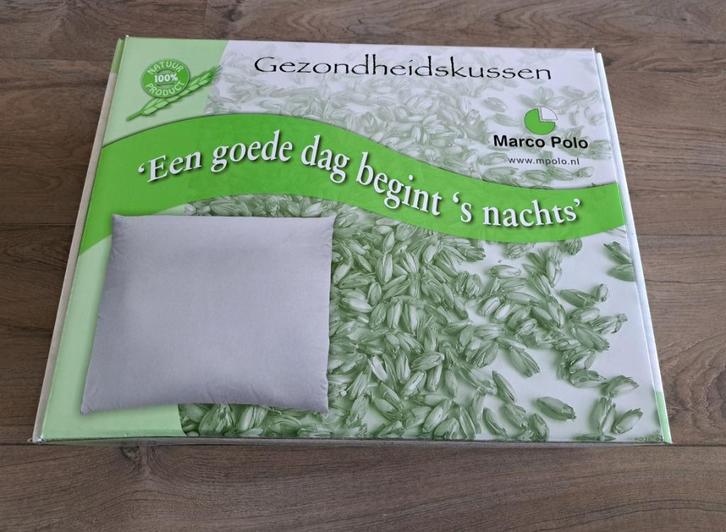 NATUUR
100%
PRODUCT
Gezondheidskussen
Marco Polo
www.mpolo.nl
'Een goede dag begint 's nachts'